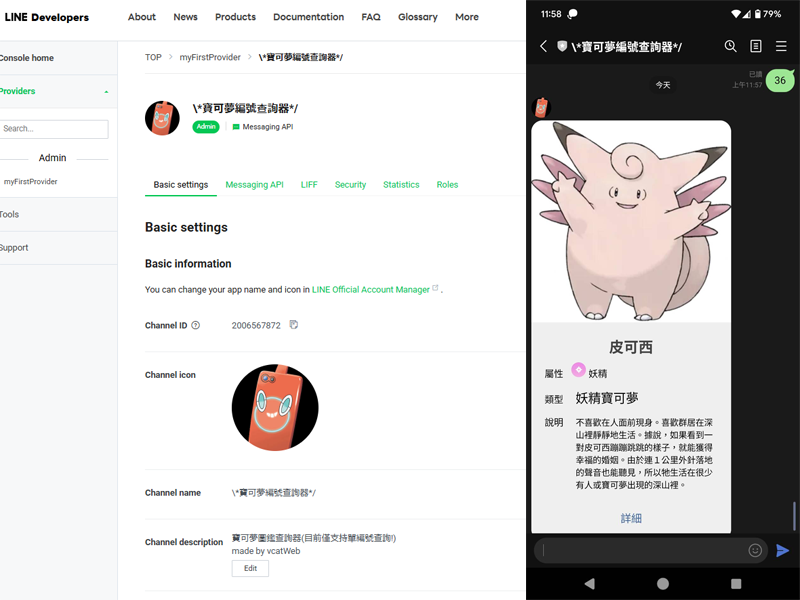 LINE Developers
About
News
Products
Documentation
FAQ
Glossary
More
Console home
Providers
Search...
Admin
myFirstProvider
Tools
Support
TOP
myFirstProvider
\*寶可夢編號查詢器*/
\*寶可夢編號查詢器*/
Admin
Messaging API
Basic settings
Messaging API
LIFF
Security
Statistics
Roles
Basic settings
Basic information
You can change your app name and icon in LINE Official Account Manager .
Channel ID
2006567872
Channel icon
Channel name
\*寶可夢編號查詢器*/
Channel description
寶可夢圖鑑查詢器(目前僅支持單編號查詢!)
made by vcatWeb
Edit
11:58
79%
\*寶可夢編號查詢器*/
今天
已讀
上午11:57
36
皮可西
屬性
妖精
類型
妖精寶可夢
說明
不喜歡在人面前現身。喜歡群居在深
山裡靜靜地生活。據說，如果看到一
對皮可西蹦蹦跳跳的樣子，就能獲得
幸福的婚姻。由於連１公里外針落地
的聲音也能聽見，所以牠生活在很少
有人或寶可夢出現的深山裡。
詳細